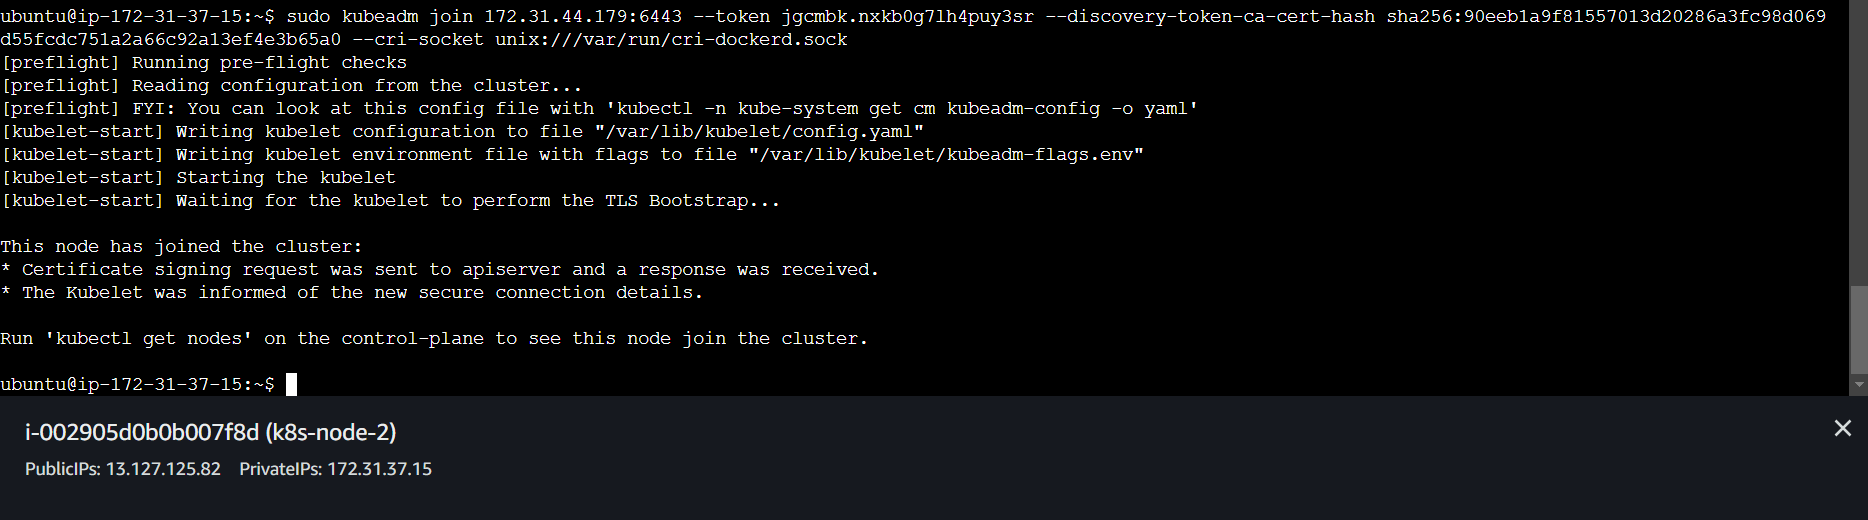 ubuntu@ip-172-31-37-15:~$ sudo kubeadm join 172.31.44.179:6443 --token jgcmbk.nxkb0g7lh4puy3sr --discovery-token-ca-cert-hash sha256:90eeb1a9f81557013d20286a3fc98d069
d55fcdc751a2a66c92a13ef4e3b65a0 --cri-socket unix:///var/run/cri-dockerd.sock
[preflight] Running pre-flight checks
[preflight] Reading configuration from the cluster...
[preflight] FYI: You can look at this config file with 'kubectl -n kube-system get cm kubeadm-config -o yaml'
[kubelet-start] Writing kubelet configuration to file "/var/lib/kubelet/config.yaml"
[kubelet-start] Writing kubelet environment file with flags to file "/var/lib/kubelet/kubeadm-flags.env"
[kubelet-start] Starting the kubelet
[kubelet-start] Waiting for the kubelet to perform the TLS Bootstrap...
This node has joined the cluster:
* Certificate signing request was sent to apiserver and a response was received.
* The Kubelet was informed of the new secure connection details.
Run 'kubectl get nodes' on the control-plane to see this node join the cluster.
ubuntu@ip-172-31-37-15:~$
i-002905d0b0b007f8d (k8s-node-2)
PublicIPs: 13.127.125.82 PrivateIPs: 172.31.37.15